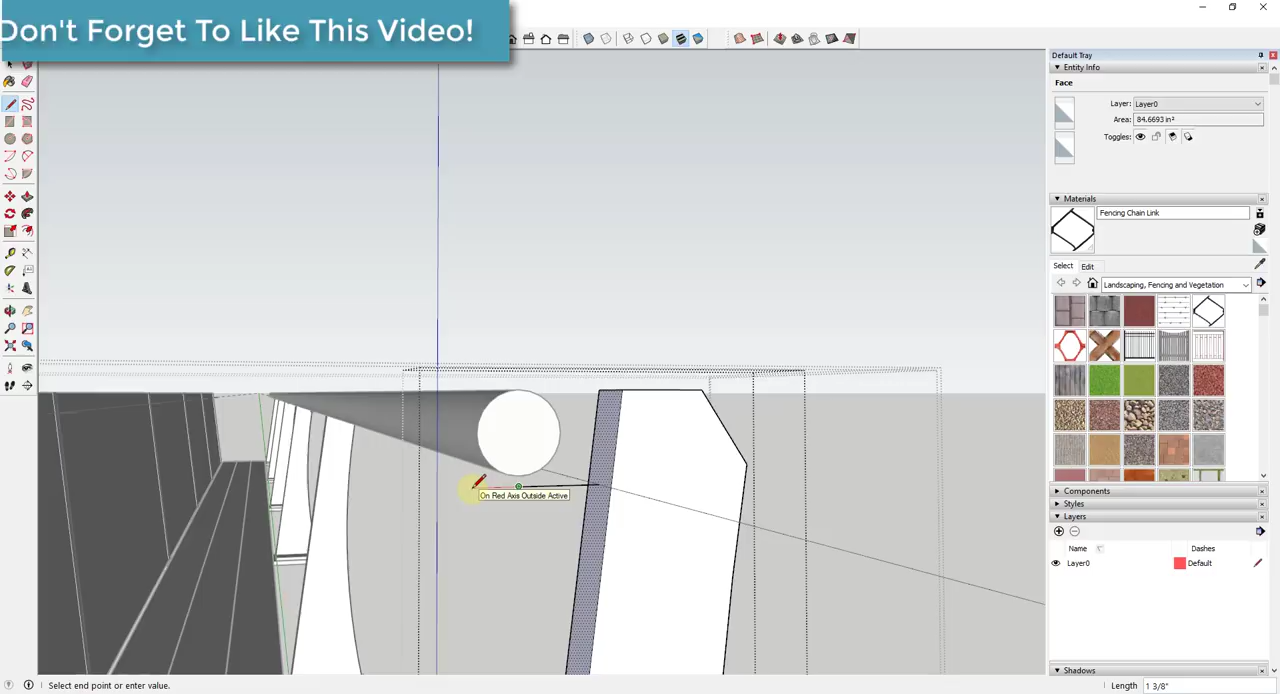 Don't Forget To Like This Video!
Default Tray
Entity Info
Face
Layer: Layer0
Area: 84.6693 in²
Toggles:
Materials
Fencing Chain Link
Select Edit
Landscaping, Fencing and Vegetation
On Red Axis Outside Active
Components
Styles
Layers
Name Dashes
Layer0 Default
Shadows
Select end point or enter value.
Length 1 3/8"